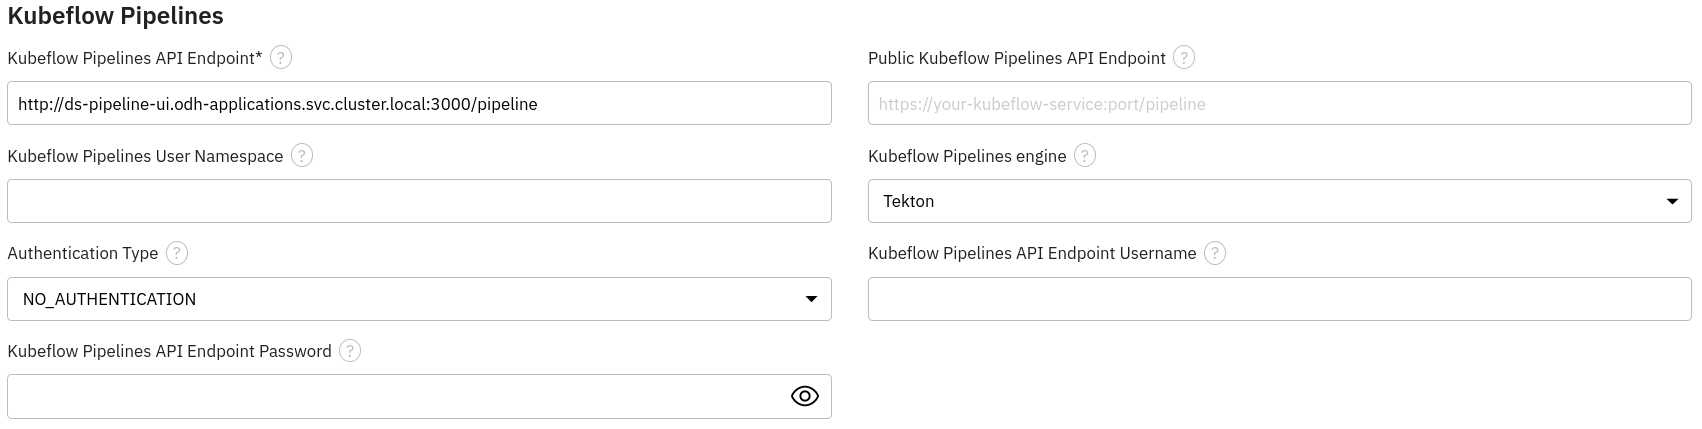 Kubeflow Pipelines
Kubeflow Pipelines API Endpoint* ?
Public Kubeflow Pipelines API Endpoint ?
http://ds-pipeline-ui.odh-applications.svc.cluster.local:3000/pipeline
https://your-kubeflow-service:port/pipeline
Kubeflow Pipelines User Namespace ?
Kubeflow Pipelines engine ?
Tekton
Authentication Type ?
Kubeflow Pipelines API Endpoint Username ?
NO_AUTHENTICATION
Kubeflow Pipelines API Endpoint Password ?